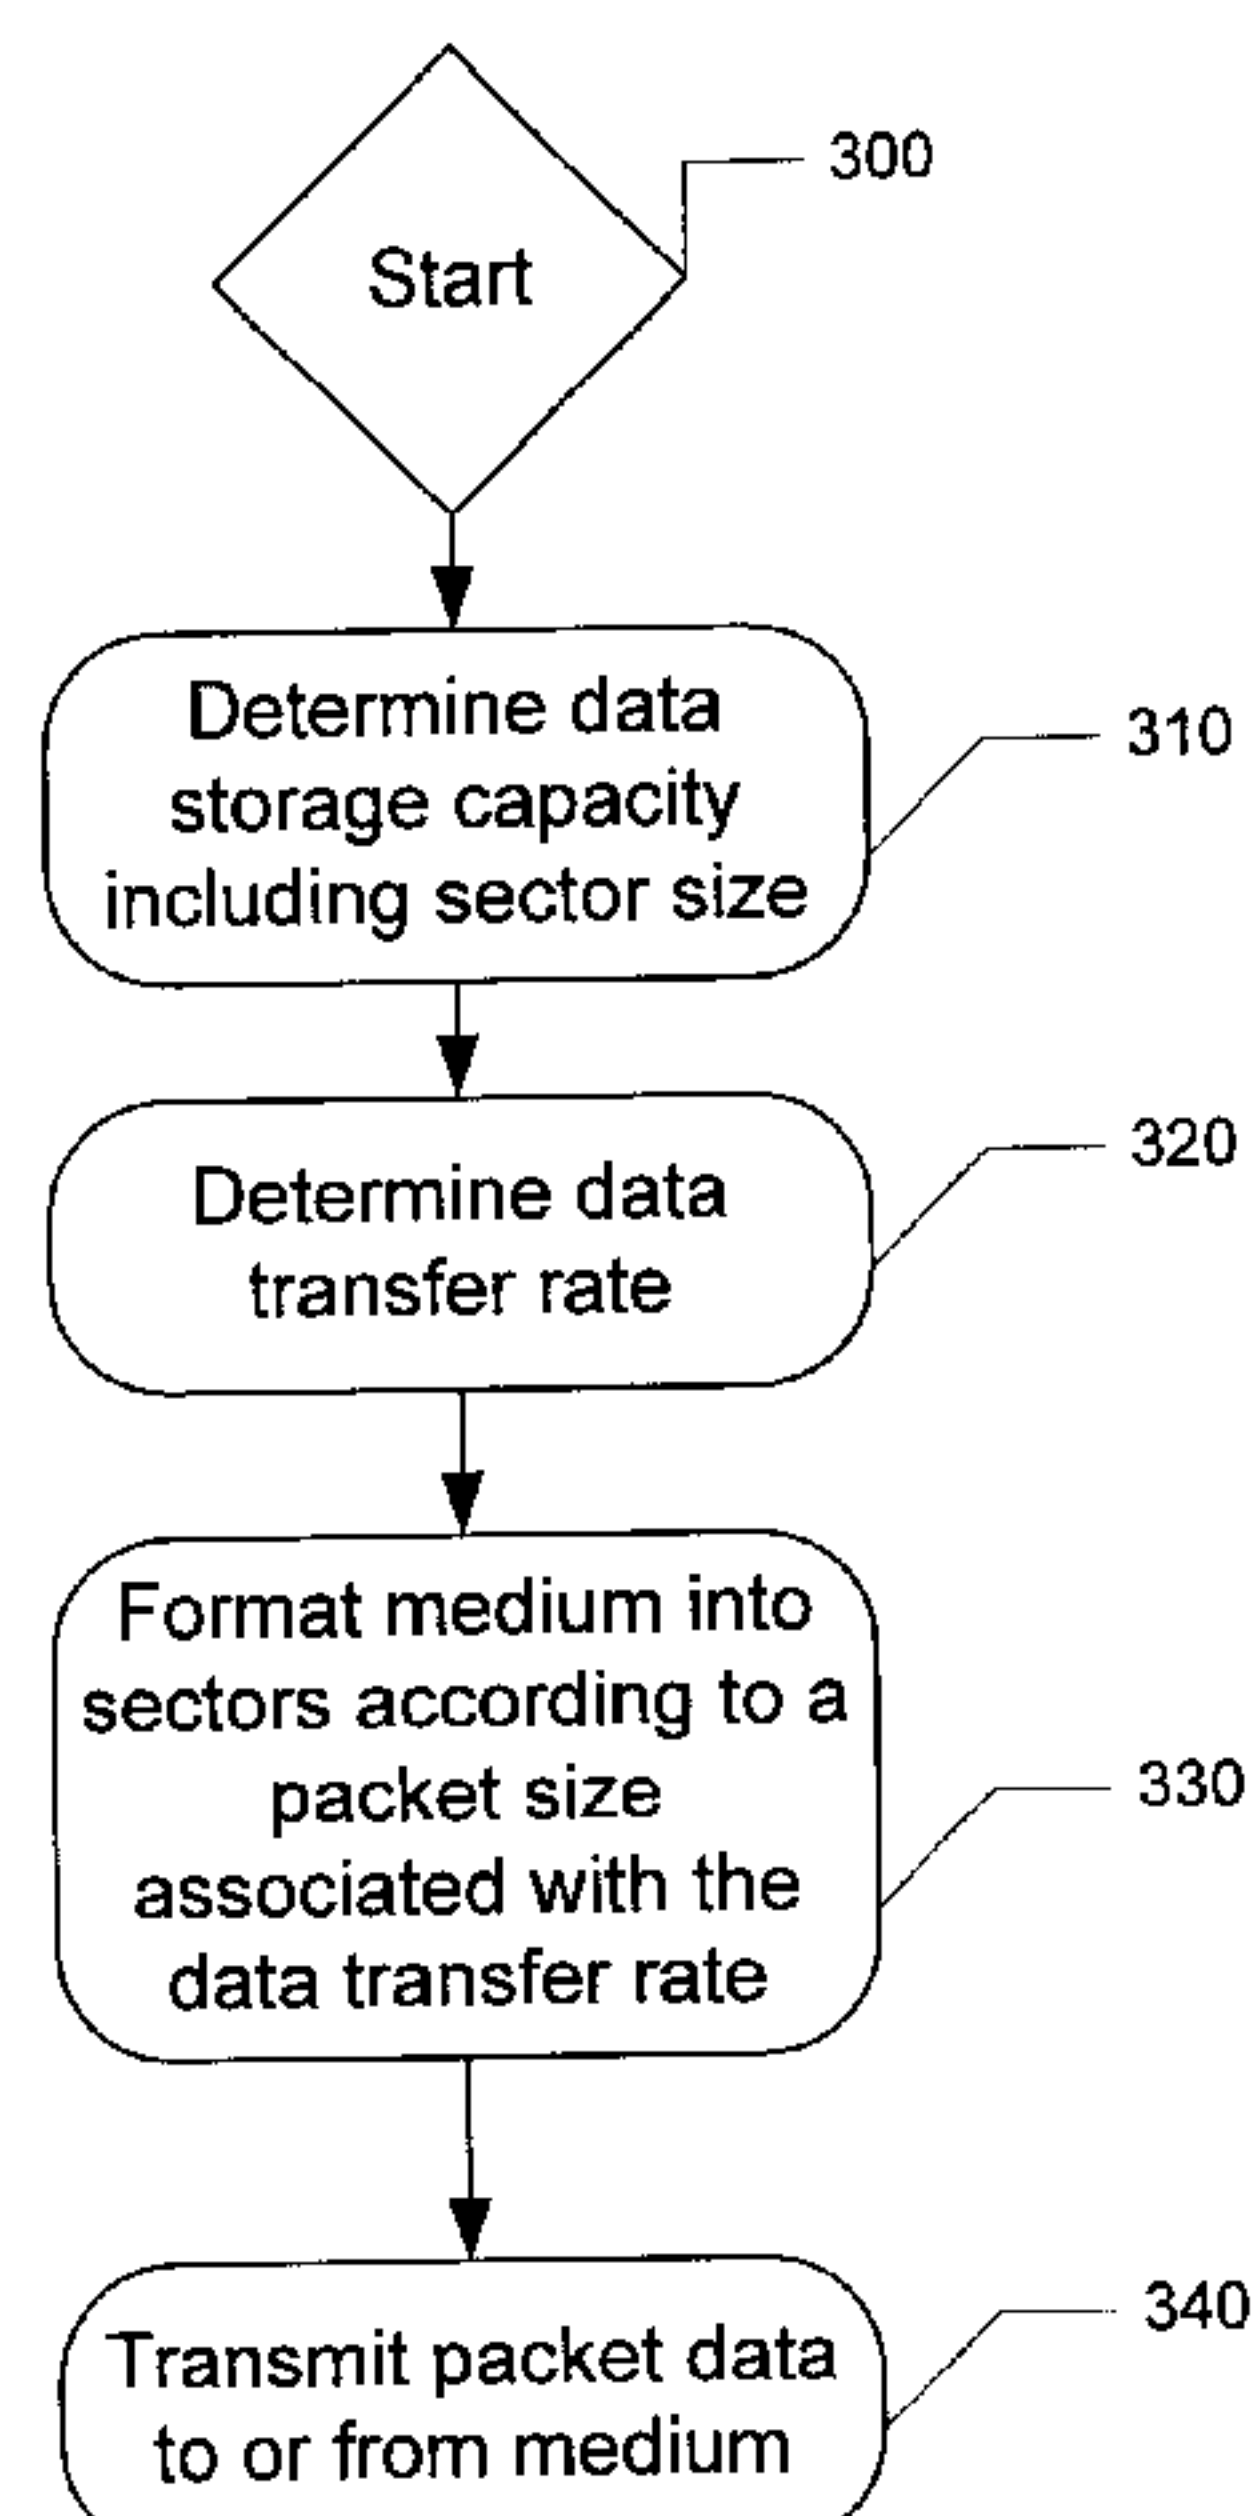 300
Start
Determine data
storage capacity
including sector size
310
Determine data
transfer rate
320
Format medium into
sectors according to a
packet size
associated with the
data transfer rate
330
Transmit packet data
to or from medium
340